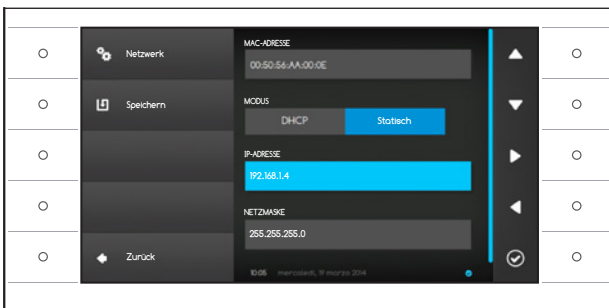 Netzwerk
Speichern
Zurück
MAC-ADRESSE
00:50:56:AA:00:0E
MODUS
DHCP Statisch
IP-ADRESSE
192.168.1.4
NETZMASKE
255.255.255.0
10:05 mercoledì, 19 marzo 2014